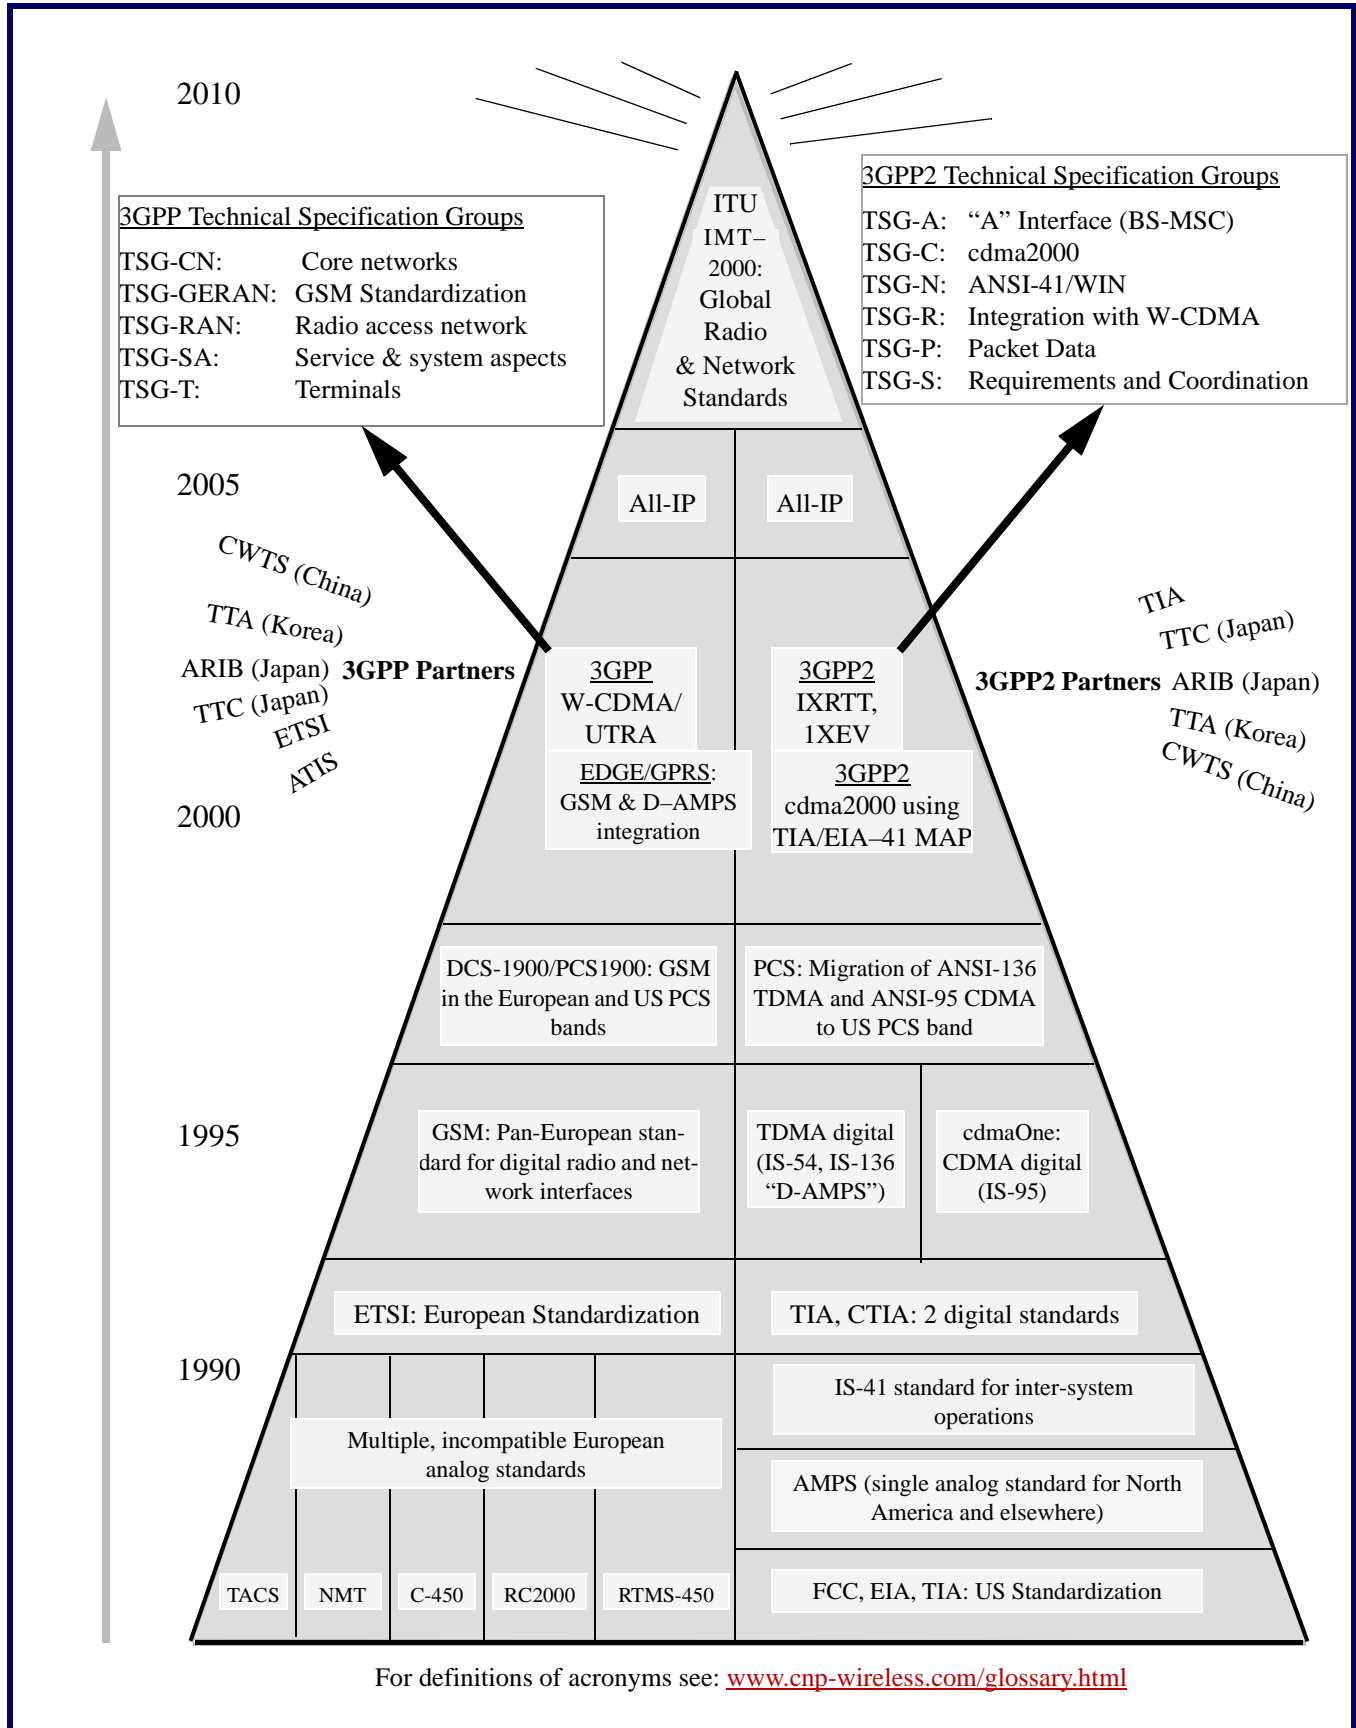 2010
3GPP2 Technical Specification Groups
TSG-A: “A” Interface (BS-MSC)
TSG-C: cdma2000
TSG-N: ANSI-41/WIN
TSG-R: Integration with W-CDMA
TSG-P: Packet Data
TSG-S: Requirements and Coordination
3GPP Technical Specification Groups
TSG-CN: Core networks
TSG-GERAN: GSM Standardization
TSG-RAN: Radio access network
TSG-SA: Service & system aspects
TSG-T: Terminals
ITU
IMT–
2000:
Global
Radio
& Network
Standards
2005
All-IP
All-IP
CWTS (China)
TTA (Korea)
ARIB (Japan)
TTC (Japan)
ETSI
ATIS
3GPP Partners
3GPP
W-CDMA/
UTRA
EDGE/GPRS:
GSM & D–AMPS
integration
3GPP2
IXRTT,
1XEV
3GPP2
cdma2000 using
TIA/EIA–41 MAP
3GPP2 Partners
TIA
TTC (Japan)
ARIB (Japan)
TTA (Korea)
CWTS (China)
2000
DCS-1900/PCS1900: GSM
in the European and US PCS
bands
PCS: Migration of ANSI-136
TDMA and ANSI-95 CDMA
to US PCS band
1995
GSM: Pan-European stan-
dard for digital radio and net-
work interfaces
TDMA digital
(IS-54, IS-136
“D-AMPS”)
cdmaOne:
CDMA digital
(IS-95)
ETSI: European Standardization
TIA, CTIA: 2 digital standards
1990
IS-41 standard for inter-system
operations
Multiple, incompatible European
analog standards
AMPS (single analog standard for North
America and elsewhere)
TACS
NMT
C-450
RC2000
RTMS-450
FCC, EIA, TIA: US Standardization
For definitions of acronyms see: www.cnp-wireless.com/glossary.html